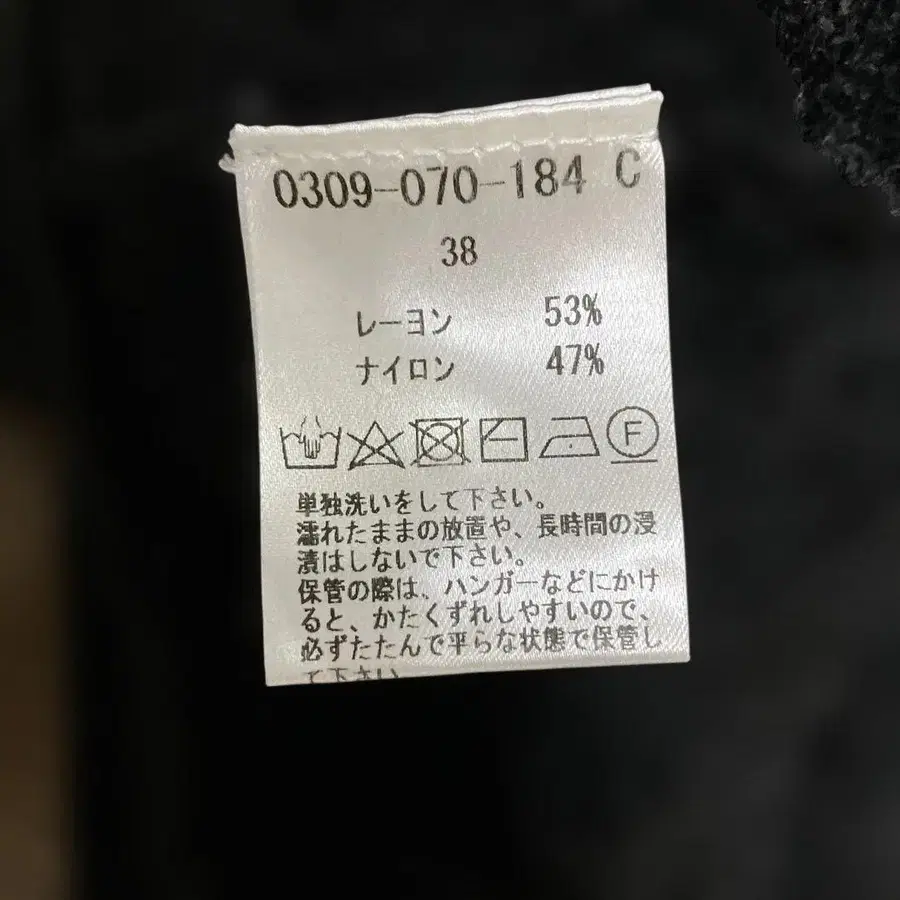 0309-070-184 C
38
レーヨン 53%
ナイロン 47%
F
単独洗いをして下さい。
濡れたままの放置や、長時間の浸
漬はしないで下さい。
保管の際は、ハンガーなどにかけ
ると、かたくずれしやすいので、
必ずたたんで平らな状態で保管し
て下さい